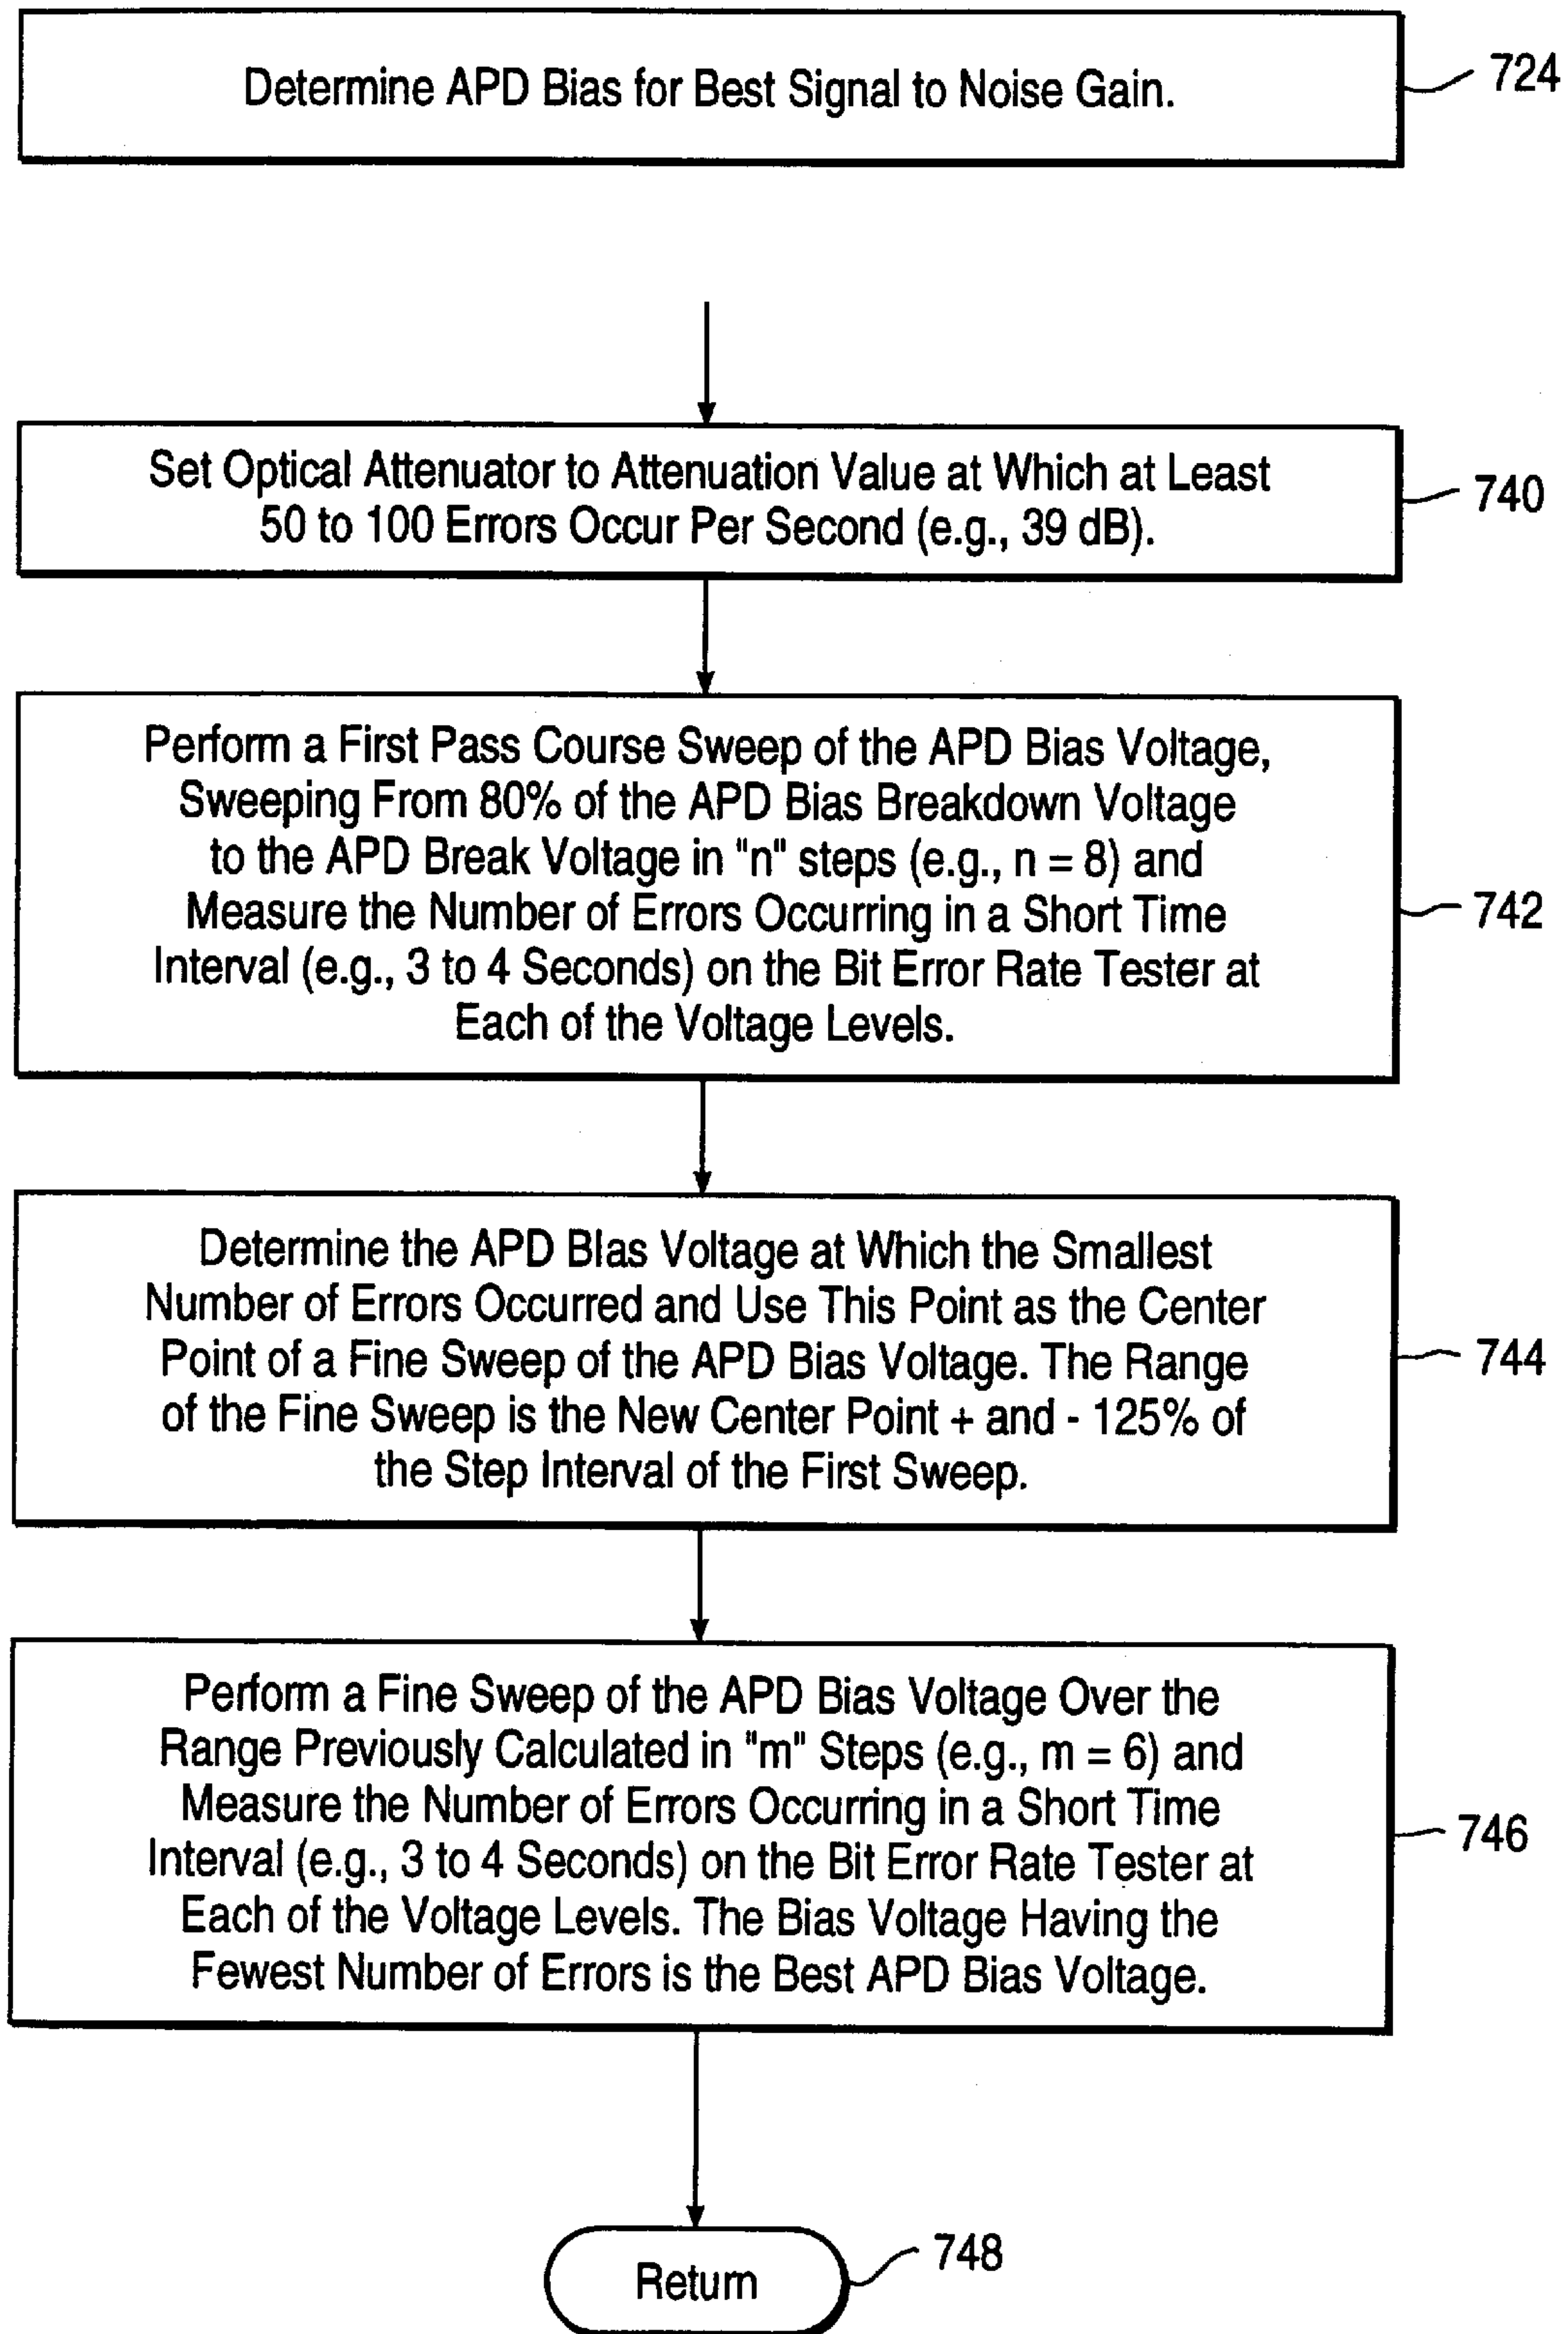 Determine APD Bias for Best Signal to Noise Gain.
724
Set Optical Attenuator to Attenuation Value at Which at Least
50 to 100 Errors Occur Per Second (e.g., 39 dB).
740
Perform a First Pass Course Sweep of the APD Bias Voltage,
Sweeping From 80% of the APD Bias Breakdown Voltage
to the APD Break Voltage in "n" steps (e.g., n = 8) and
Measure the Number of Errors Occurring in a Short Time
Interval (e.g., 3 to 4 Seconds) on the Bit Error Rate Tester at
Each of the Voltage Levels.
742
Determine the APD BIas Voltage at Which the Smallest
Number of Errors Occurred and Use This Point as the Center
Point of a Fine Sweep of the APD Bias Voltage. The Range
of the Fine Sweep is the New Center Point + and - 125% of
the Step Interval of the First Sweep.
744
Perform a Fine Sweep of the APD Bias Voltage Over the
Range Previously Calculated in "m" Steps (e.g., m = 6) and
Measure the Number of Errors Occurring in a Short Time
Interval (e.g., 3 to 4 Seconds) on the Bit Error Rate Tester at
Each of the Voltage Levels. The Bias Voltage Having the
Fewest Number of Errors is the Best APD Bias Voltage.
746
Return
748